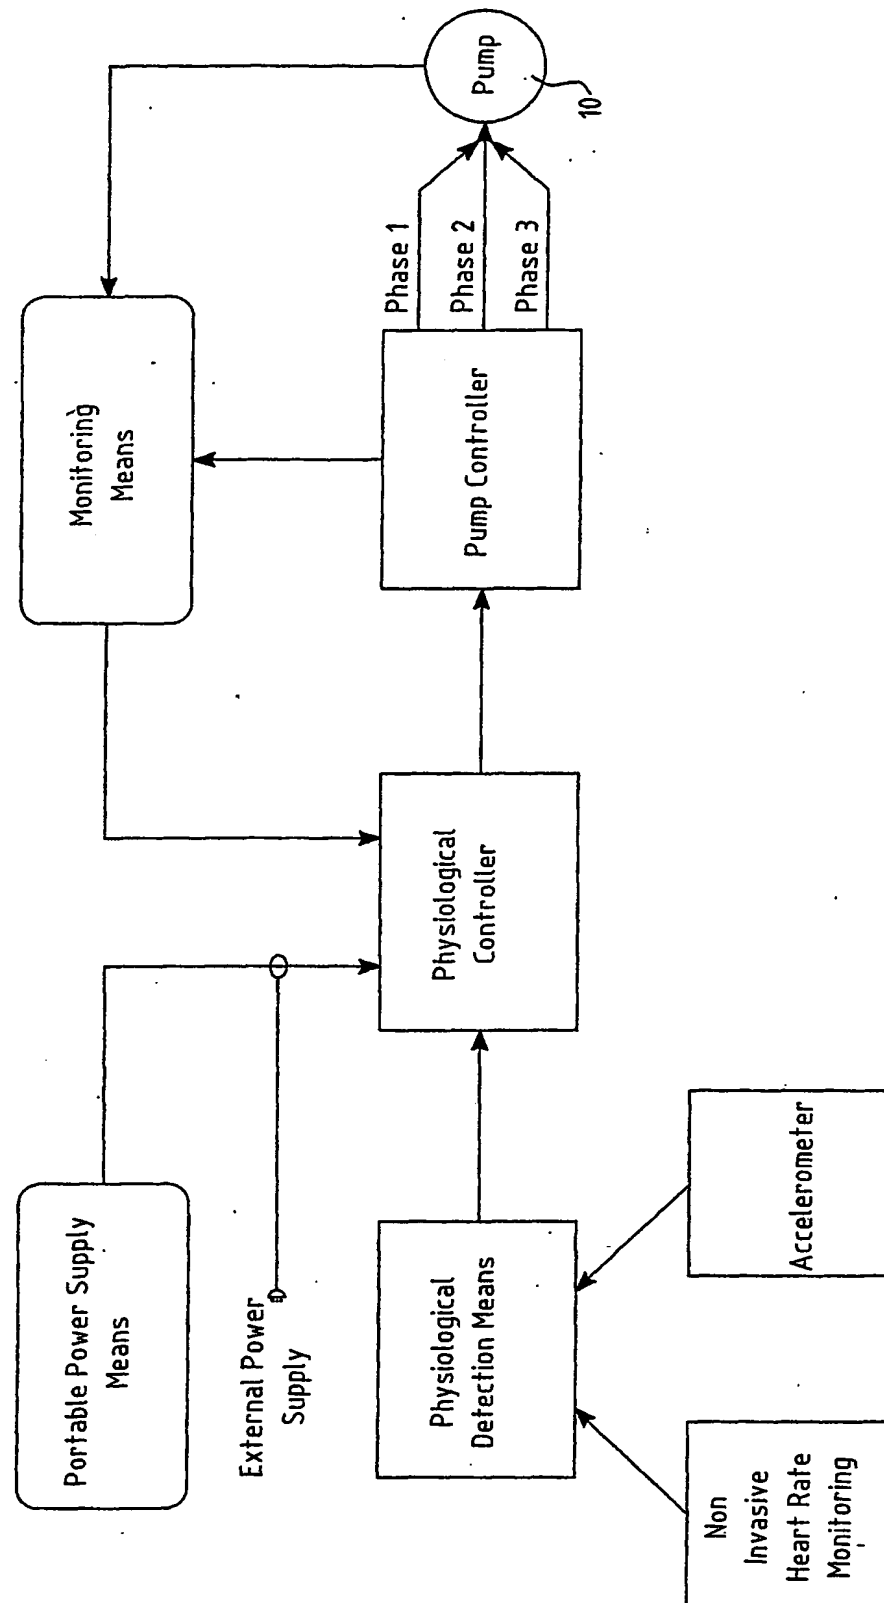 Portable Power Supply
Means
Monitoring
Means
External Power
Supply
Physiological
Detection Means
Physiological
Controller
Pump Controller
Phase 1
Phase 2
Phase 3
Pump
10
Non
Invasive
Heart Rate
Monitoring
Accelerometer